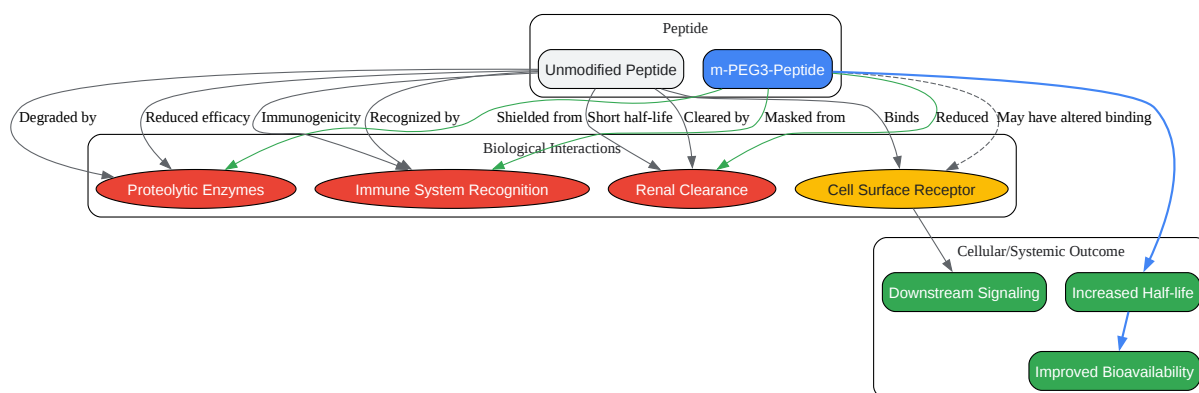 Peptide
Unmodified Peptide
m-PEG3-Peptide
Degraded by
Reduced efficacy
Immunogenicity
Recognized by
Shielded from
Short half-life
Cleared by
Masked from
Binds
Reduced
May have altered binding
Biological Interactions
Proteolytic Enzymes
Immune System Recognition
Renal Clearance
Cell Surface Receptor
Cellular/Systemic Outcome
Downstream Signaling
Increased Half-life
Improved Bioavailability